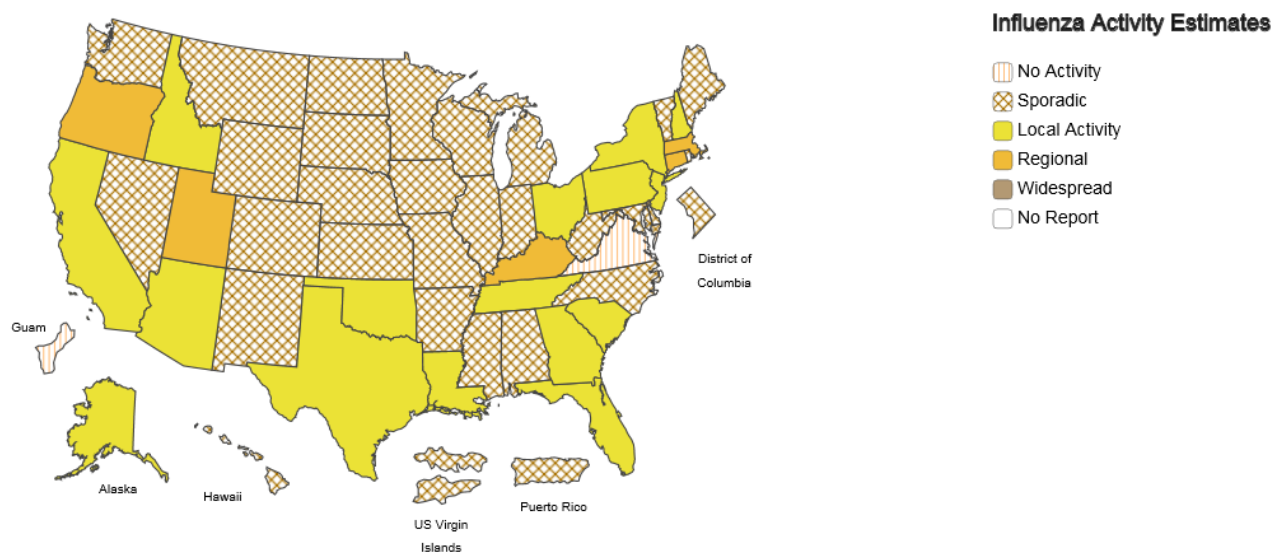 Influenza Activity Estimates
No Activity
Sporadic
Local Activity
Regional
Widespread
No Report
District of
Columbia
Guam
Alaska
Hawaii
US Virgin
Islands
Puerto Rico